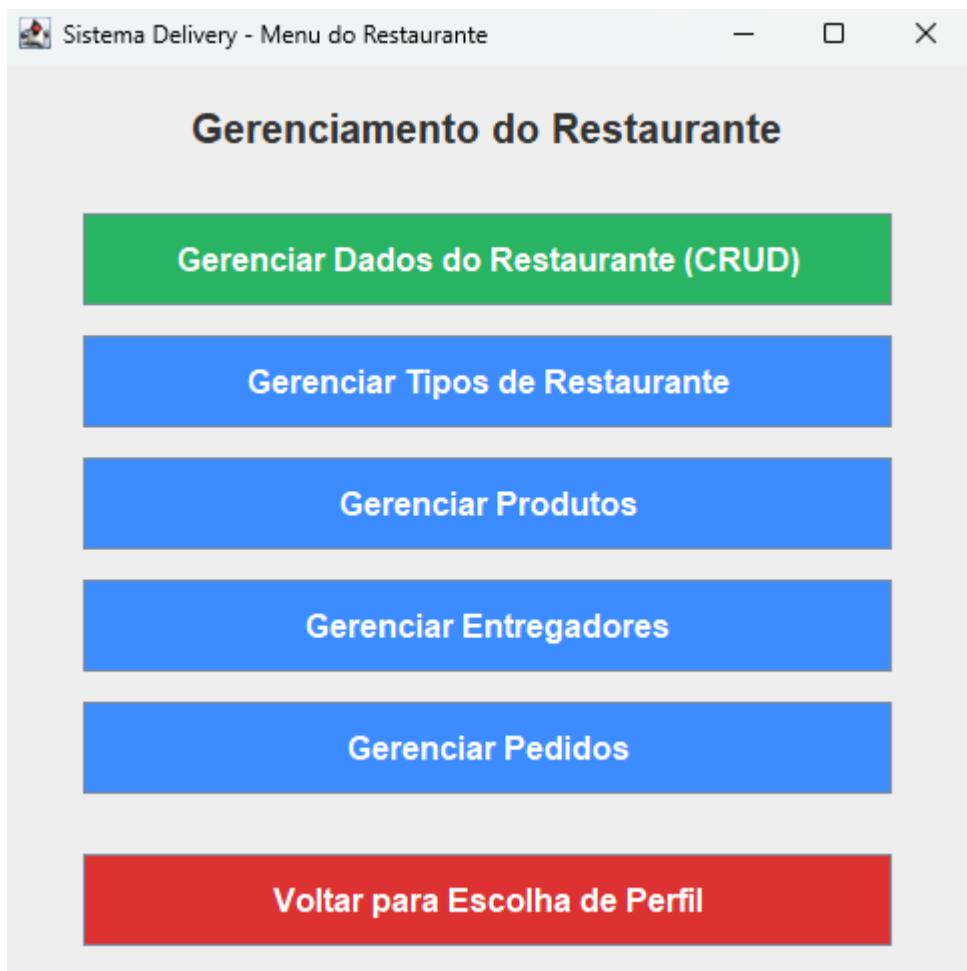 Sistema Delivery - Menu do Restaurante
Gerenciamento do Restaurante
Gerenciar Dados do Restaurante (CRUD)
Gerenciar Tipos de Restaurante
Gerenciar Produtos
Gerenciar Entregadores
Gerenciar Pedidos
Voltar para Escolha de Perfil